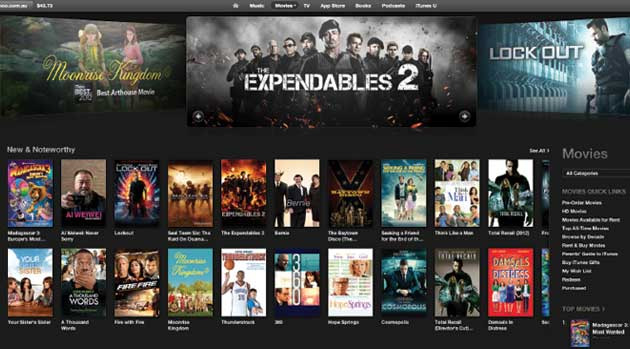 $43.73
Music Movies TV App Store Books Podcasts iTunes U
Moonrise Kingdom
BEST 2012 Best Arthouse Movie
THE EXPENDABLES 2
LOCK OUT
New & Noteworthy
See All >
Movies
All Categories
MOVIES QUICK LINKS
Pre-Order Movies
HD Movies
Movies Available for Rent
Top All-Time Movies
Browse by Decade
Rent & Buy Movies
Parents' Guide to iTunes
Buy iTunes Gifts
My Wish List
Redeem
Purchased
Madagascar 3: Europe's Most...
Ai Weiwei: Never Sorry
Lockout
Seal Team Six: The Raid On Osama...
The Expendables 2
Bernie
The Baytown Disco (The...
Seeking a Friend for the End of th...
Think Like a Man
Total Recall (2012)
Your Sister's Sister
A Thousand Words
Fire with Fire
Moonrise Kingdom
Thunderstruck
360
Hope Springs
Cosmopolis
Total Recall (Director's Cut)...
Damsels In Distress
TOP MOVIES >
Madagascar 3:
Most Wanted